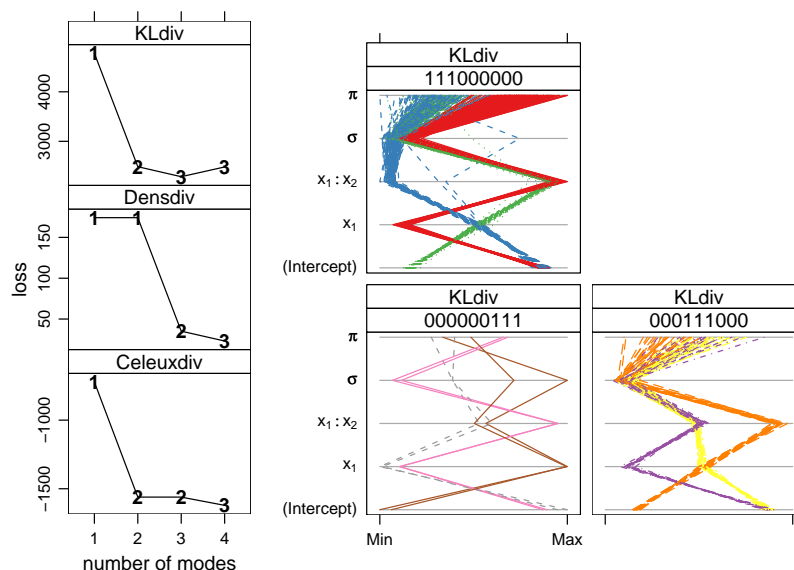 KLdiv
1
2
3
3
4000
3000
Densdiv
1
1
3
3
150
100
50
loss
Celeuxdiv
1
2
2
3
−1000
−1500
1 2 3 4
number of modes
KLdiv
111000000
π
σ
x1 : x2
x1
(Intercept)
KLdiv
000000111
π
σ
x1 : x2
x1
(Intercept)
Min Max
KLdiv
000111000